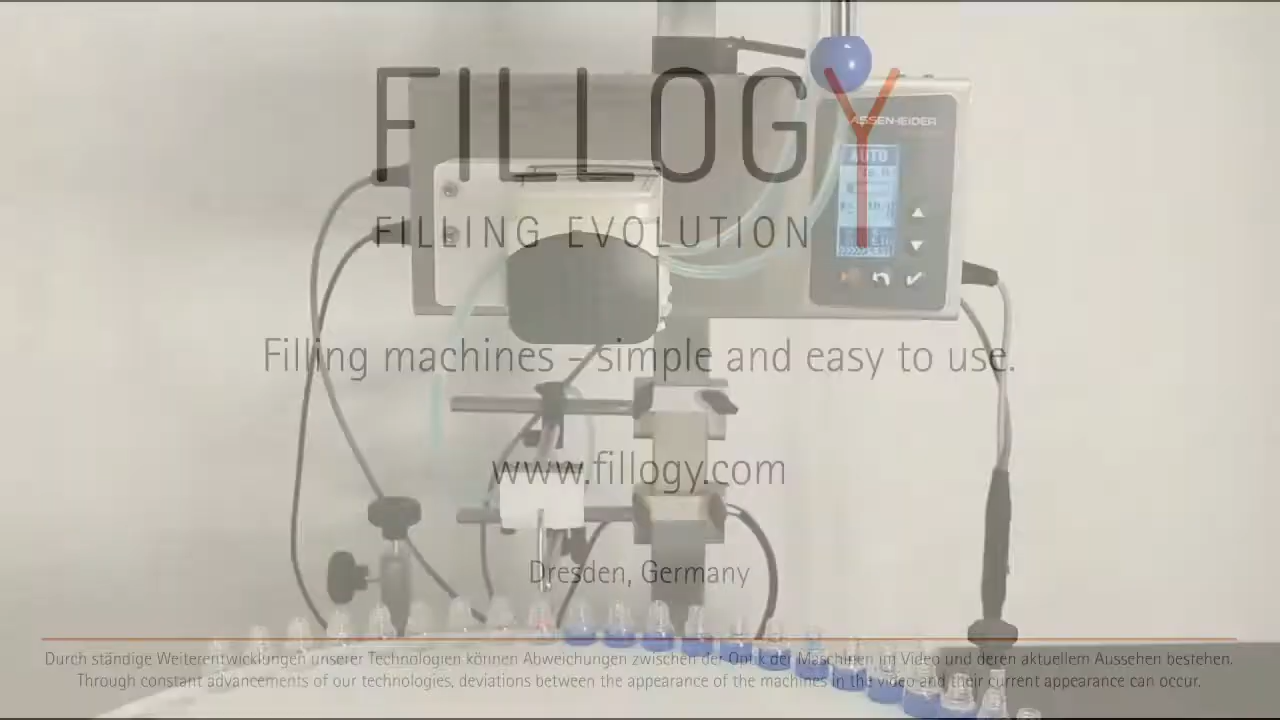 FILLOGY
FILLING EVOLUTION
ASSENHEIDER
AUTO
Filling machines – simple and easy to use.
www.fillogy.com
Dresden, Germany
Durch ständige Weiterentwicklungen unserer Technologien können Abweichungen zwischen der Optik der Maschinen im Video und deren aktuellem Aussehen bestehen.
Through constant advancements of our technologies, deviations between the appearance of the machines in the video and their current appearance can occur.